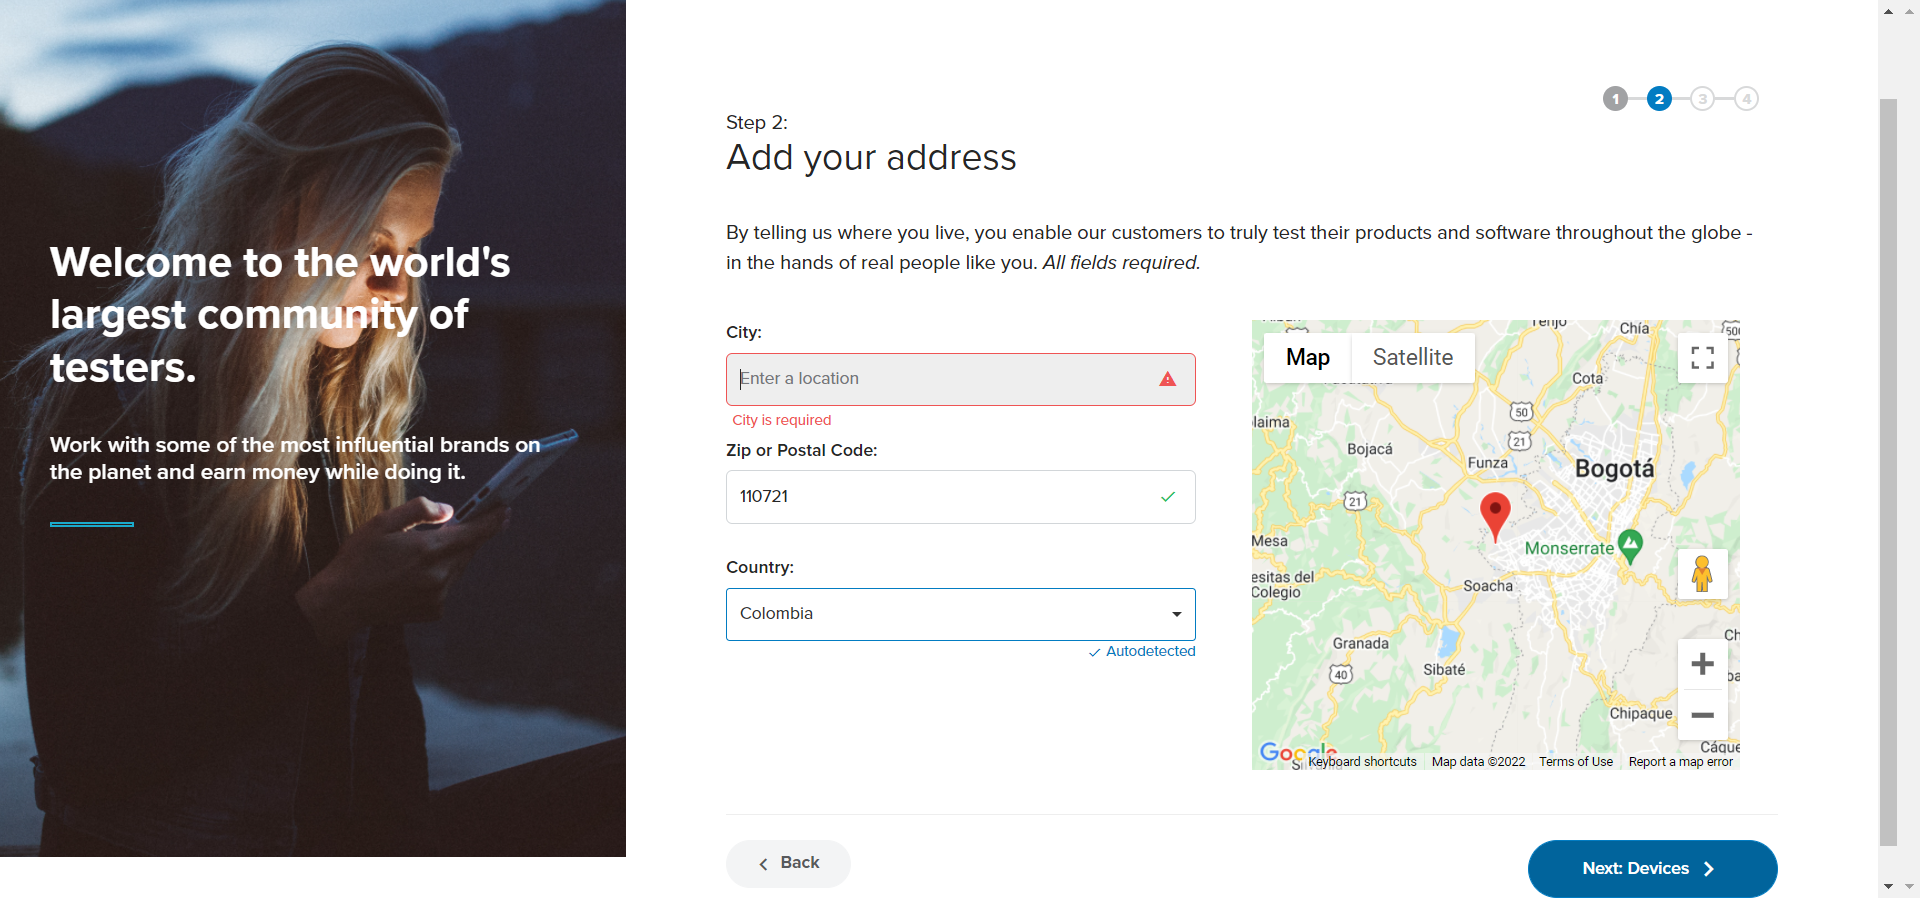 Welcome to the world's
largest community of
testers.
Work with some of the most influential brands on
the planet and earn money while doing it.
1 2 3 4
Step 2:
Add your address
By telling us where you live, you enable our customers to truly test their products and software throughout the globe -
in the hands of real people like you. All fields required.
City:
Enter a location
City is required
Zip or Postal Code:
110721
Country:
Colombia
Autodetected
Map
Satellite
Tenjo
Chía
Cota
50
21
Bojacá
Funza
Bogotá
21
Mesa
Monserrate
Soacha
Colegio
Granada
Sibaté
40
Chipaque
Google
Keyboard shortcuts
Map data ©2022
Terms of Use
Report a map error
Back
Next: Devices